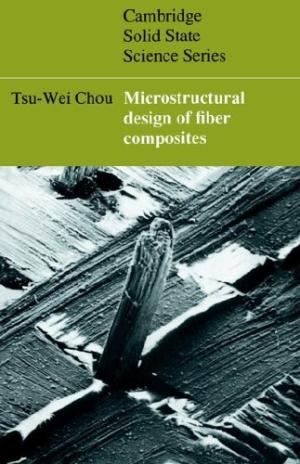 Cambridge
Solid State
Science Series
Tsu-Wei Chou
Microstructural
design of fiber
composites